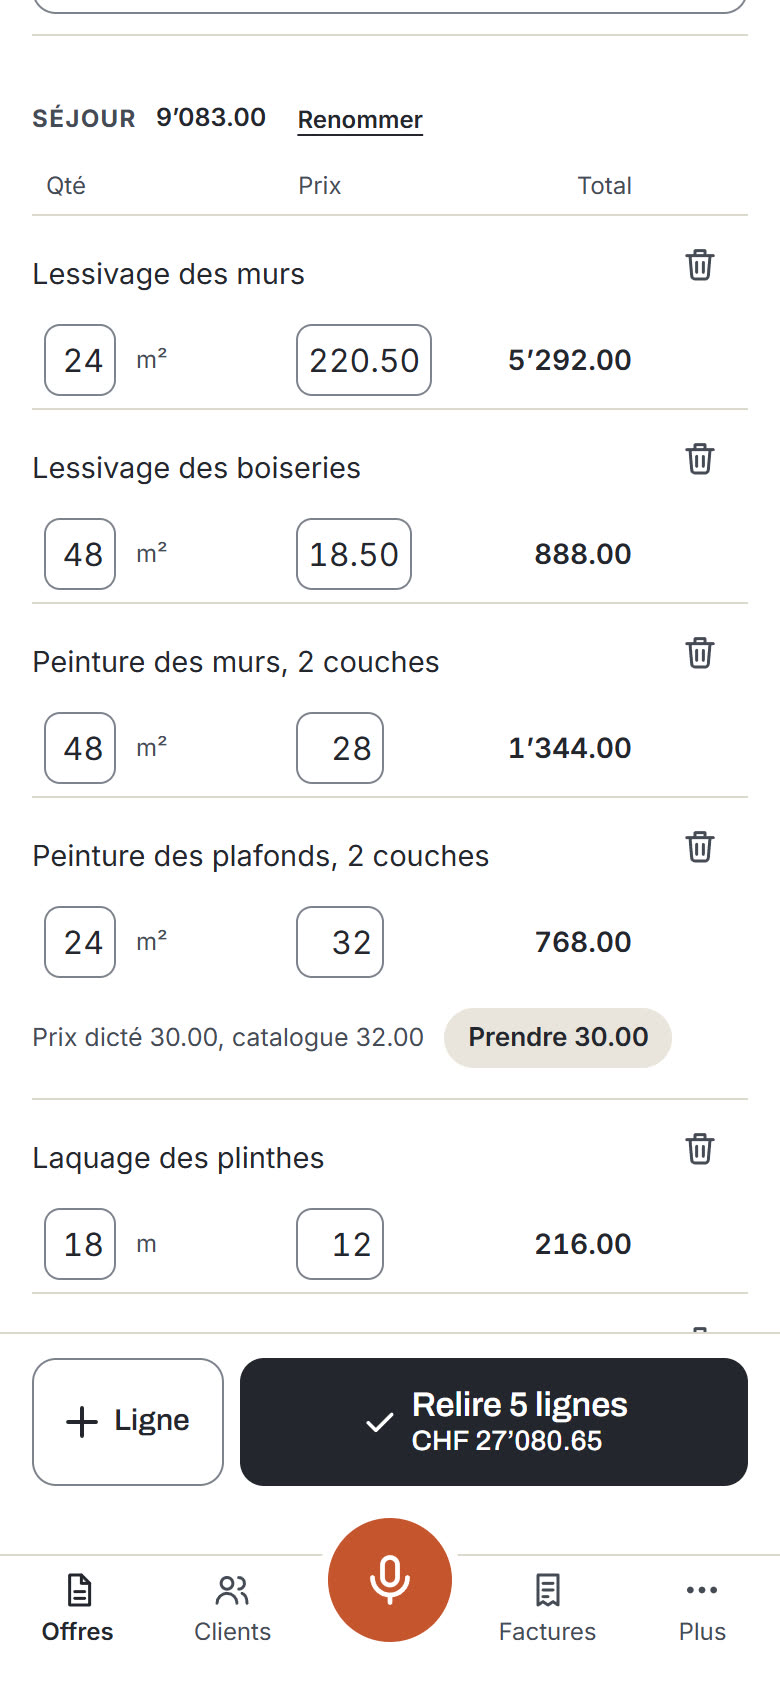 SÉJOUR 9’083.00 Renommer
Qté Prix Total
Lessivage des murs
24 m² 220.50 5’292.00
Lessivage des boiseries
48 m² 18.50 888.00
Peinture des murs, 2 couches
48 m² 28 1’344.00
Peinture des plafonds, 2 couches
24 m² 32 768.00
Prix dicté 30.00, catalogue 32.00 Prendre 30.00
Laquage des plinthes
18 m 12 216.00
Ligne
Relire 5 lignes
CHF 27’080.65
Offres Clients Factures Plus